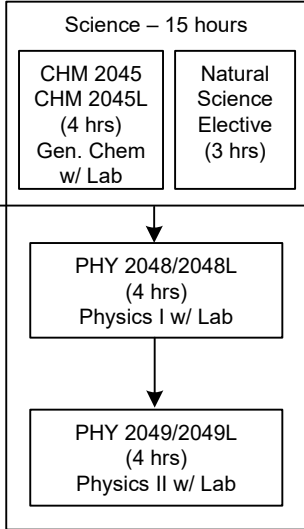 Science – 15 hours
CHM 2045
CHM 2045L
(4 hrs)
Gen. Chem
w/ Lab
Natural
Science
Elective
(3 hrs)
PHY 2048/2048L
(4 hrs)
Physics I w/ Lab
PHY 2049/2049L
(4 hrs)
Physics II w/ Lab